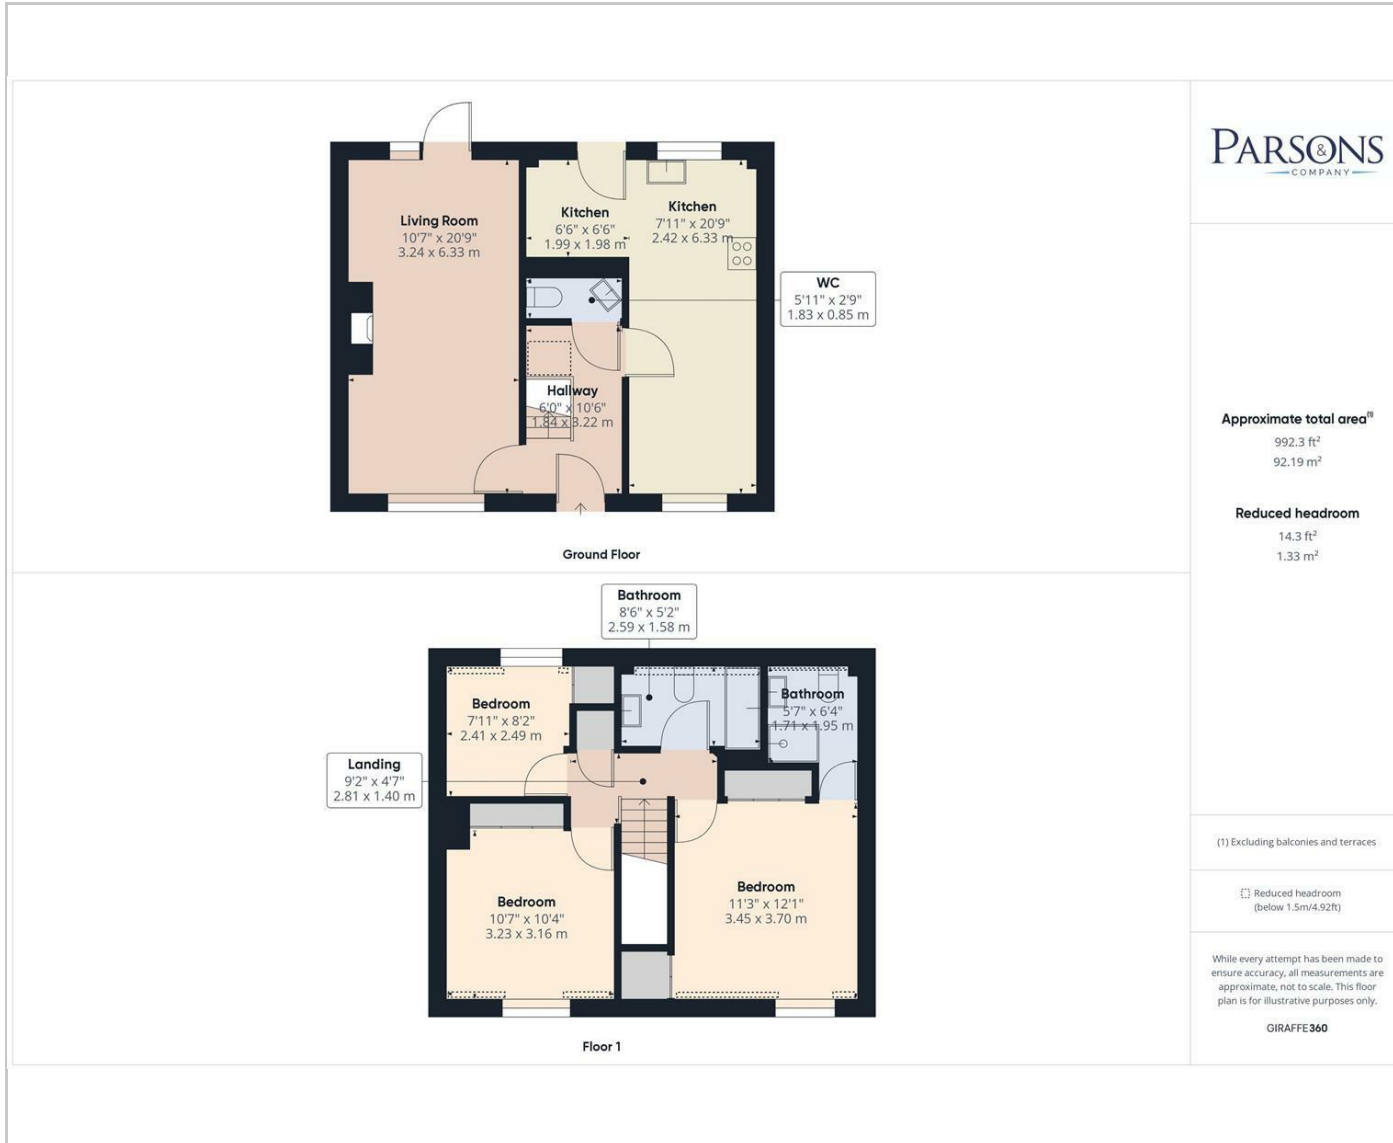 PARSONS
&
COMPANY
Living Room
10'7" x 20'9"
3.24 x 6.33 m
Kitchen
6'6" x 6'6"
1.99 x 1.98 m
Kitchen
7'11" x 20'9"
2.42 x 6.33 m
WC
5'11" x 2'9"
1.83 x 0.85 m
Hallway
6'0" x 10'6"
1.84 x 3.22 m
Ground Floor
Approximate total area(1)
992.3 ft²
92.19 m²
Reduced headroom
14.3 ft²
1.33 m²
Bathroom
8'6" x 5'2"
2.59 x 1.58 m
Bedroom
7'11" x 8'2"
2.41 x 2.49 m
Bathroom
5'7" x 6'4"
1.71 x 1.95 m
Landing
9'2" x 4'7"
2.81 x 1.40 m
Bedroom
10'7" x 10'4"
3.23 x 3.16 m
Bedroom
11'3" x 12'1"
3.45 x 3.70 m
Floor 1
(1) Excluding balconies and terraces
Reduced headroom
(below 1.5m/4.92ft)
While every attempt has been made to
ensure accuracy, all measurements are
approximate, not to scale. This floor
plan is for illustrative purposes only.
GIRAFFE360